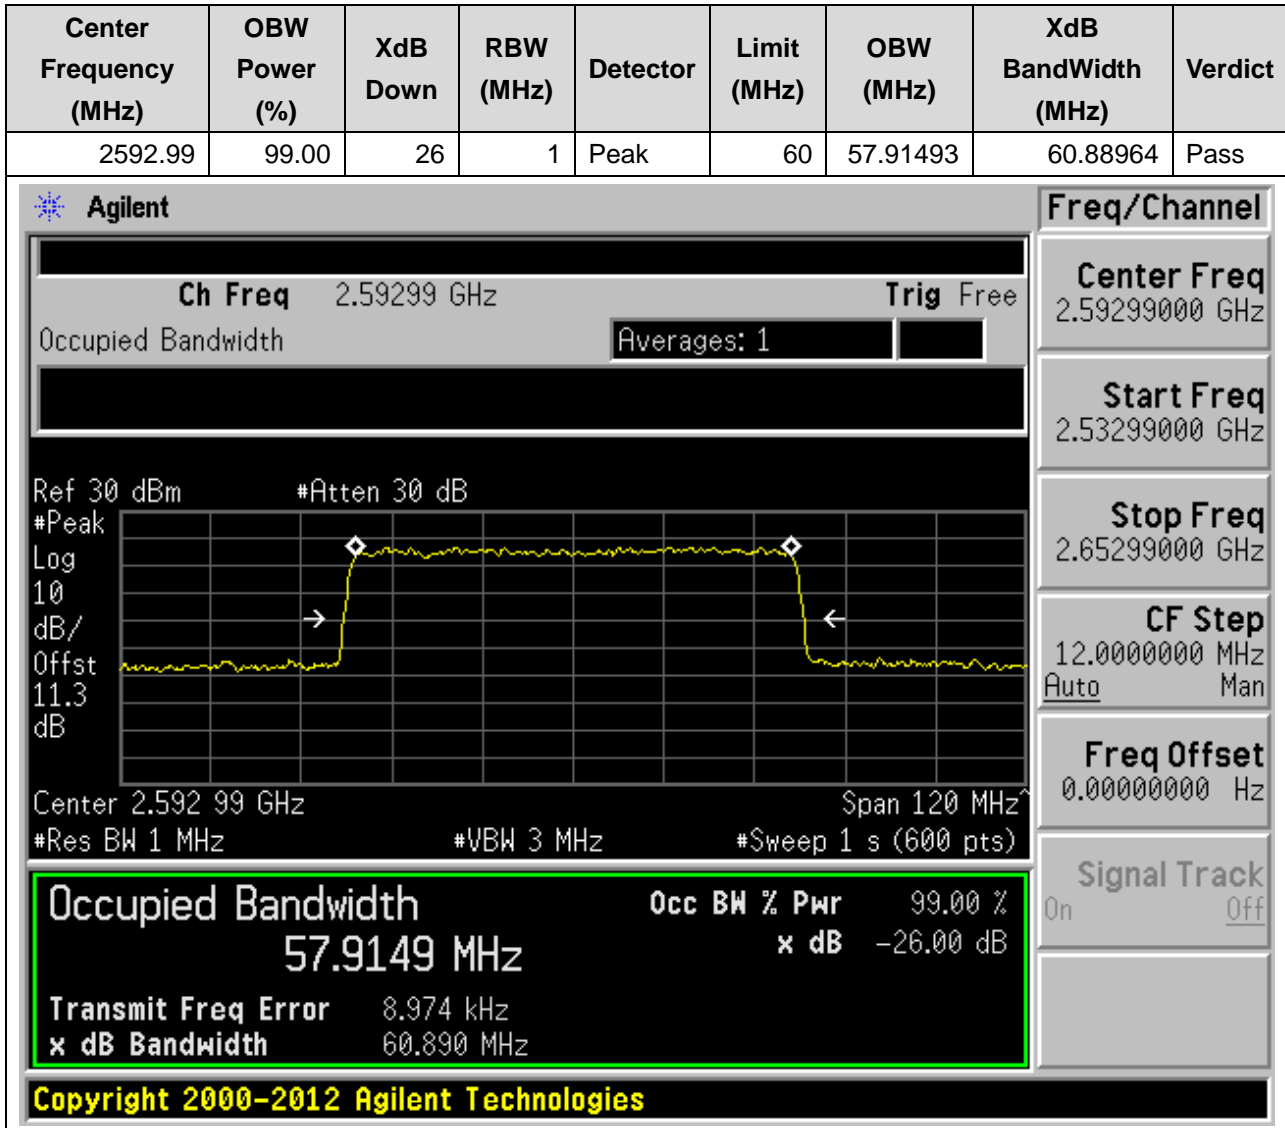 Center Frequency (MHz) OBW Power (%) XdB Down RBW (MHz) Detector Limit (MHz) OBW (MHz) XdB BandWidth (MHz) Verdict
2592.99 99.00 26 1 Peak 60 57.91493 60.88964 Pass
Agilent
Freq/Channel
Ch Freq 2.59299 GHz Trig Free
Occupied Bandwidth Averages: 1
Center Freq
2.59299000 GHz
Start Freq
2.53299000 GHz
Stop Freq
2.65299000 GHz
CF Step
12.0000000 MHz
Auto Man
Freq Offset
0.00000000 Hz
Signal Track
On Off
Ref 30 dBm #Atten 30 dB
#Peak
Log
10
dB/
Offst
11.3
dB
Center 2.592 99 GHz Span 120 MHz^
#Res BW 1 MHz #VBW 3 MHz #Sweep 1 s (600 pts)
Occupied Bandwidth Occ BW % Pwr 99.00 %
57.9149 MHz x dB -26.00 dB
Transmit Freq Error 8.974 kHz
x dB Bandwidth 60.890 MHz
Copyright 2000-2012 Agilent Technologies